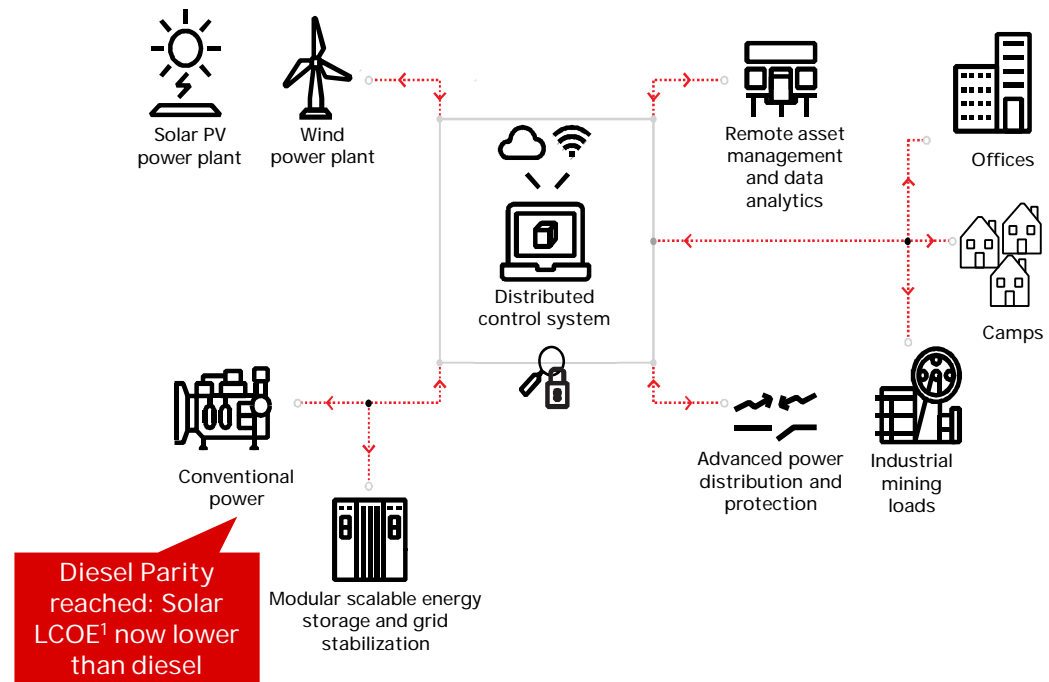 Solar PV
power plant
Wind
power plant
Remote asset
management
and data
analytics
Offices
Distributed
control system
Camps
Conventional
power
Advanced power
distribution and
protection
Industrial
mining
loads
Diesel Parity
reached: Solar
LCOE¹ now lower
than diesel
Modular scalable energy
storage and grid
stabilization